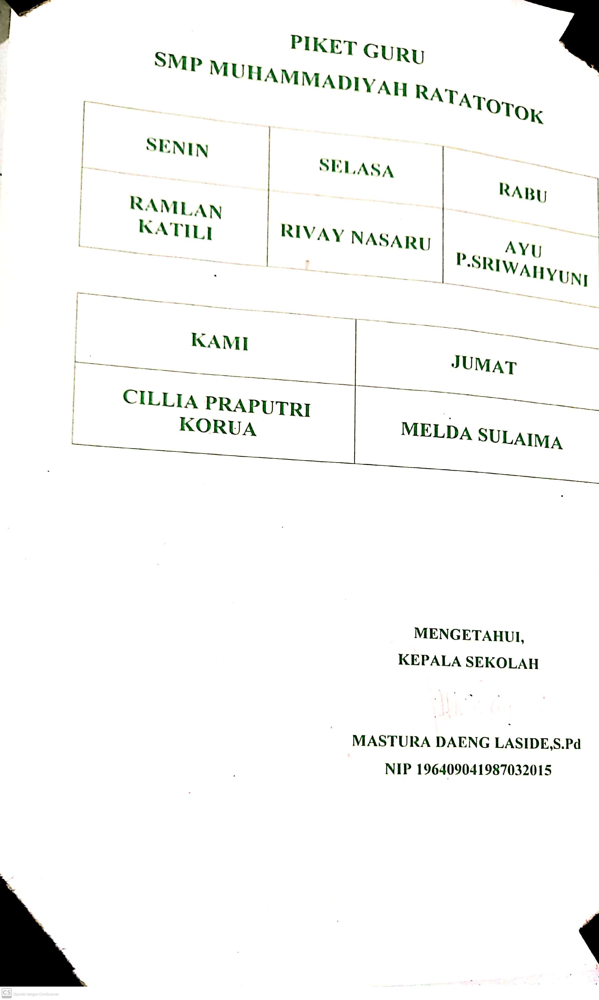 PIKET GURU
SMP MUHAMMADIYAH RATATOTOK
SENIN
SELASA
RABU
RAMLAN
KATILI
RIVAY NASARU
AYU
P.SRIWAHYUNI
KAMI
JUMAT
CILLIA PRAPUTRI
KORUA
MELDA SULAIMA
MENGETAHUI,
KEPALA SEKOLAH
MASTURA DAENG LASIDE,S.Pd
NIP 196409041987032015
CS Dipindai dengan CamScanner